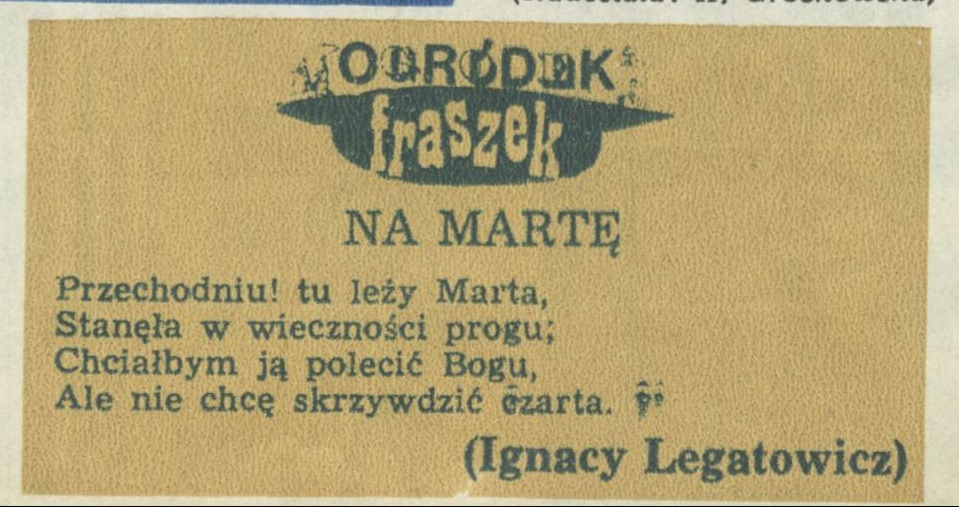 OGRÓDEK
fraszek
NA MARTĘ
Przechodniu! tu leży Marta,
Stanęła w wieczności progu;
Chciałbym ją polecić Bogu,
Ale nie chcę skrzywdzić czarta.
(Ignacy Legatowicz)